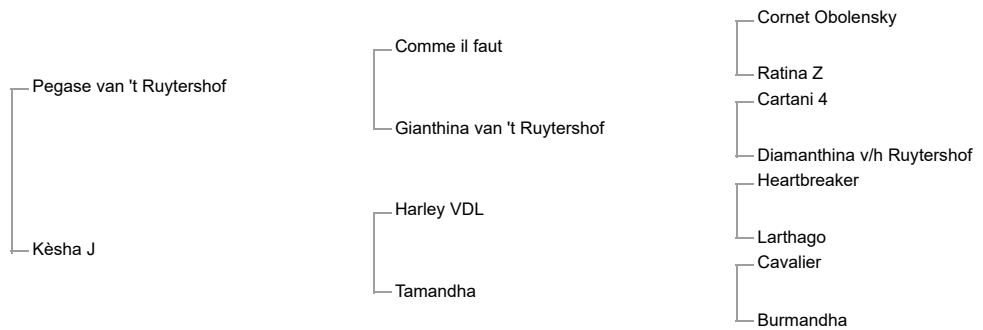 Cornet Obolensky
Comme il faut
Ratina Z
Pegase van 't Ruytershof
Cartani 4
Gianthina van 't Ruytershof
Diamanthina v/h Ruytershof
Heartbreaker
Harley VDL
Larthago
Kèsha J
Cavalier
Tamandha
Burmandha